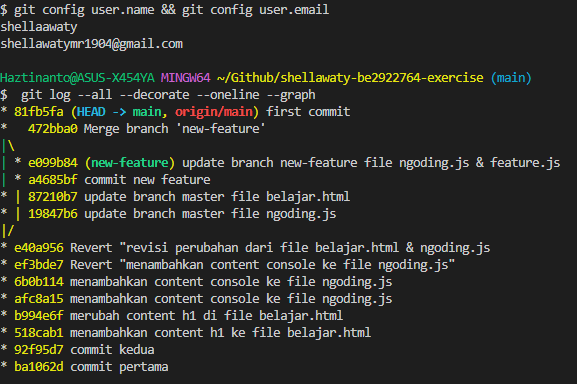 $ git config user.name && git config user.email
shellaawaty
shellawatymr1904@gmail.com
Haztinanto@ASUS-X454YA MINGW64 ~/Github/shellawaty-be2922764-exercise (main)
$  git log --all --decorate --oneline --graph
* 81fb5fa (HEAD -> main, origin/main) first commit
*   472bba0 Merge branch 'new-feature'
|\
| * e099b84 (new-feature) update branch new-feature file ngoding.js & feature.js
| * a4685bf commit new feature
* | 87210b7 update branch master file belajar.html
* | 19847b6 update branch master file ngoding.js
|/
* e40a956 Revert "revisi perubahan dari file belajar.html & ngoding.js
* ef3bde7 Revert "menambahkan content console ke file ngoding.js"
* 6b0b114 menambahkan content console ke file ngoding.js
* afc8a15 menambahkan content console ke file ngoding.js
* b994e6f merubah content h1 di file belajar.html
* 518cab1 menambahkan content h1 ke file belajar.html
* 92f95d7 commit kedua
* ba1062d commit pertama